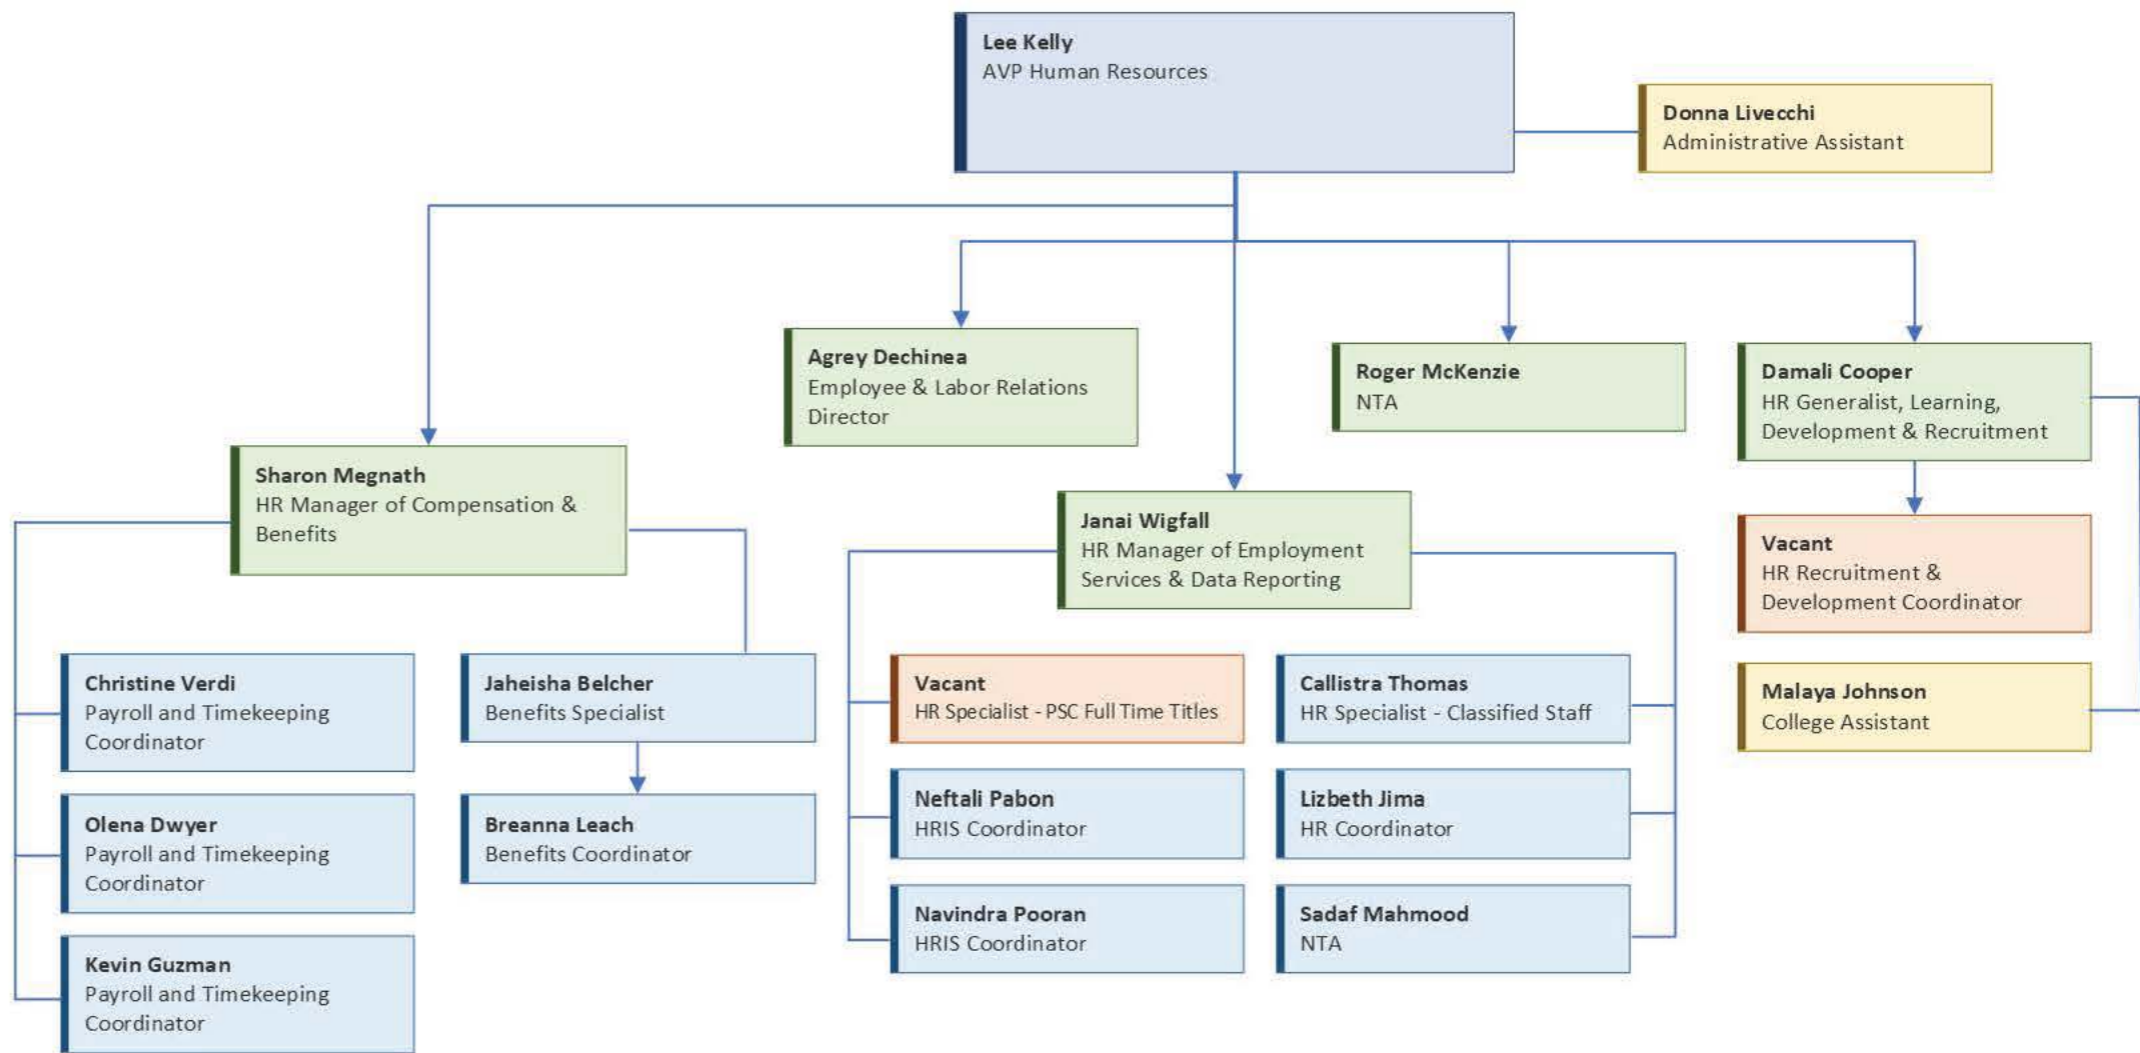 Lee Kelly
AVP Human Resources
Donna Livecchi
Administrative Assistant
Agrey Dechinea
Employee & Labor Relations
Director
Roger McKenzie
NTA
Damali Cooper
HR Generalist, Learning,
Development & Recruitment
Sharon Megnath
HR Manager of Compensation &
Benefits
Janai Wigfall
HR Manager of Employment
Services & Data Reporting
Vacant
HR Recruitment &
Development Coordinator
Christine Verdi
Payroll and Timekeeping
Coordinator
Jaheisha Belcher
Benefits Specialist
Vacant
HR Specialist - PSC Full Time Titles
Callistra Thomas
HR Specialist - Classified Staff
Malaya Johnson
College Assistant
Olena Dwyer
Payroll and Timekeeping
Coordinator
Breanna Leach
Benefits Coordinator
Neftali Pabon
HRIS Coordinator
Lizbeth Jima
HR Coordinator
Kevin Guzman
Payroll and Timekeeping
Coordinator
Navindra Pooran
HRIS Coordinator
Sadaf Mahmood
NTA